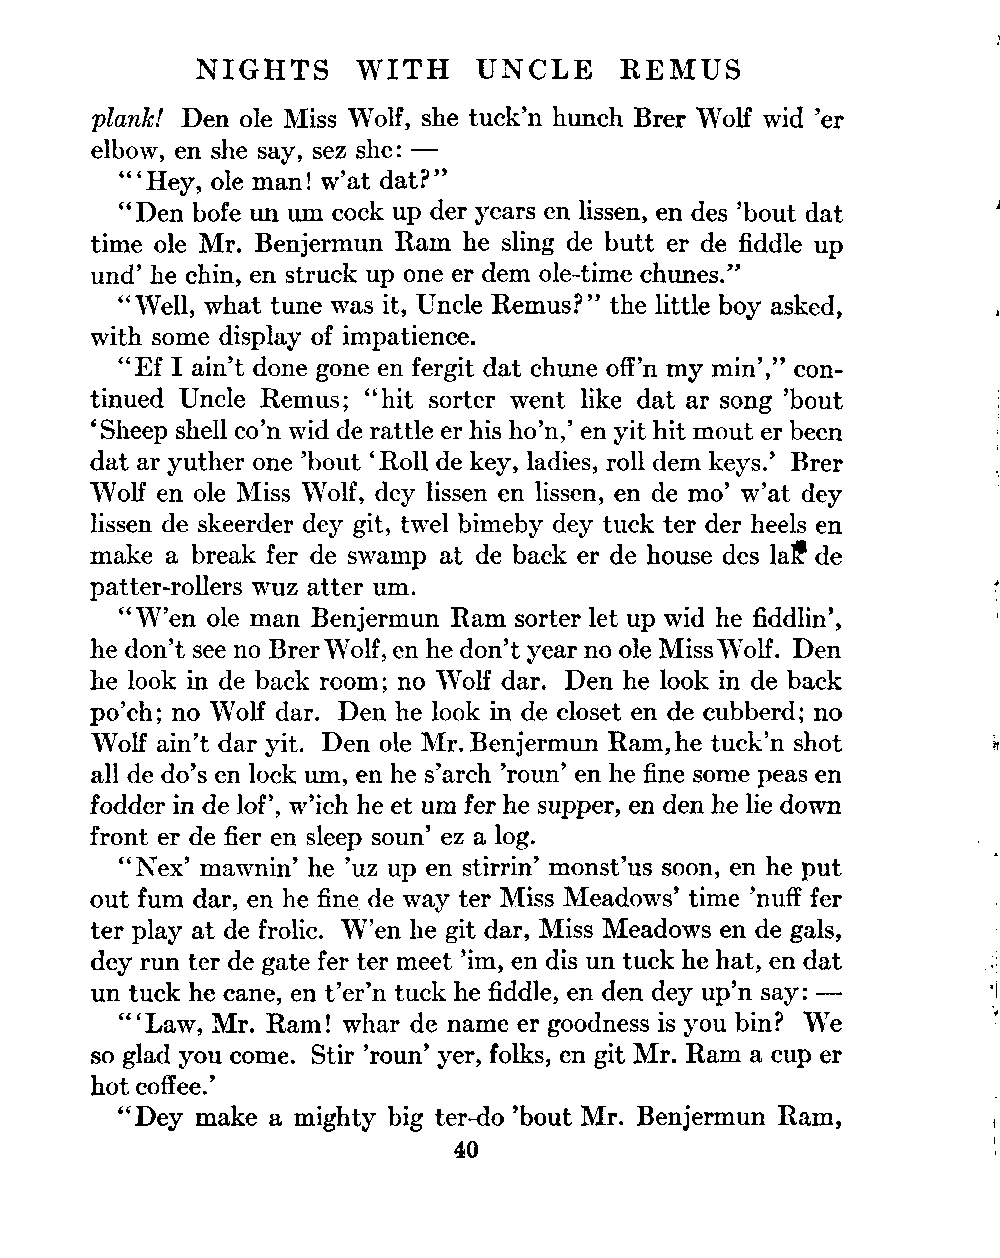 NIGHTS WITH UNCLE REMUS
plank! Den ole Miss Wolf, she tuck'n hunch Brer Wolf wid 'er
elbow, en she say, sez she: —
"'Hey, ole man! w'at dat?"
"Den bofe un um cock up der years en lissen, en des 'bout dat
time ole Mr. Benjermun Ram he sling de butt er de fiddle up
und' he chin, en struck up one er dem ole-time chunes."
"Well, what tune was it, Uncle Remus?" the little boy asked,
with some display of impatience.
"Ef I ain't done gone en fergit dat chune off'n my min'," con-
tinued Uncle Remus; "hit sorter went like dat ar song 'bout
'Sheep shell co'n wid de rattle er his ho'n,' en yit hit mout er been
dat ar yuther one 'bout 'Roll de key, ladies, roll dem keys.' Brer
Wolf en ole Miss Wolf, dey lissen en lissen, en de mo' w'at dey
lissen de skeerder dey git, twel bimeby dey tuck ter der heels en
make a break fer de swamp at de back er de house des lak de
patter-rollers wuz atter um.
"W'en ole man Benjermun Ram sorter let up wid he fiddlin',
he don't see no Brer Wolf, en he don't year no ole Miss Wolf. Den
he look in de back room; no Wolf dar. Den he look in de back
po'ch; no Wolf dar. Den he look in de closet en de cubberd; no
Wolf ain't dar yit. Den ole Mr. Benjermun Ram, he tuck'n shot
all de do's en lock um, en he s'arch 'roun' en he fine some peas en
fodder in de lof', w'ich he et um fer he supper, en den he lie down
front er de fier en sleep soun' ez a log.
"Nex' mawnin' he 'uz up en stirrin' monst'us soon, en he put
out fum dar, en he fine de way ter Miss Meadows' time 'nuff fer
ter play at de frolic. W'en he git dar, Miss Meadows en de gals,
dey run ter de gate fer ter meet 'im, en dis un tuck he hat, en dat
un tuck he cane, en t'er'n tuck he fiddle, en den dey up'n say: —
"'Law, Mr. Ram! whar de name er goodness is you bin? We
so glad you come. Stir 'roun' yer, folks, en git Mr. Ram a cup er
hot coffee.'
"Dey make a mighty big ter-do 'bout Mr. Benjermun Ram,
40